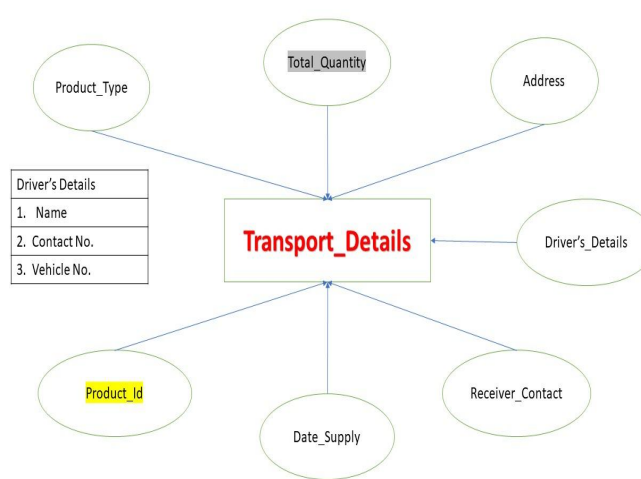 Total_Quantity
Product_Type
Address
Driver's Details
1. Name
2. Contact No.
3. Vehicle No.
Transport_Details
Driver's_Details
Product_Id
Receiver_Contact
Date_Supply